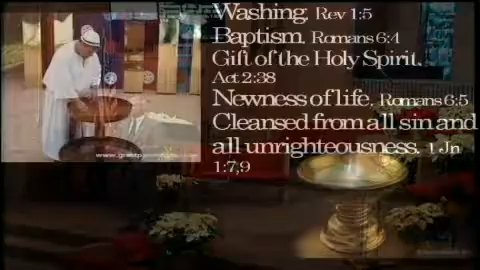 Washing. Rev 1:5
Baptism. Romans 6:4
Gift of the Holy Spirit.
Act 2:38
Newness of life. Romans 6:5
Cleansed from all sin and
all unrighteousness. 1 Jn
1:7,9